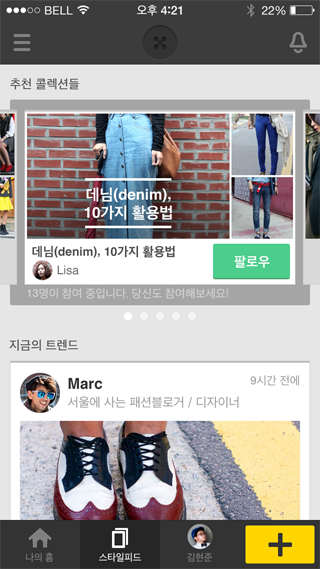 BELL 오후 4:21 22%
추천 콜렉션들
데님(denim),
10가지 활용법
데님(denim), 10가지 활용법
Lisa
팔로우
13명이 참여 중입니다. 당신도 참여해보세요!
지금의 트렌드
Marc
9시간 전에
서울에 사는 패션블로거 / 디자이너
나의 홈 스타일피드 김현준